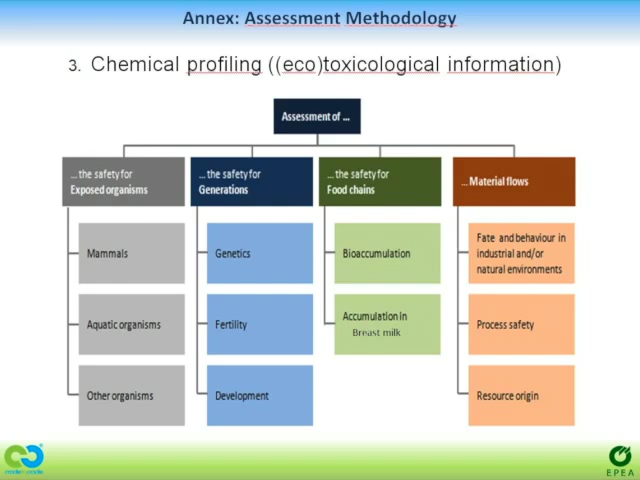 Annex: Assessment Methodology
3. Chemical profiling ((eco)toxicological information)
Assessment of ...
... the safety for
Exposed organisms
... the safety for
Generations
... the safety for
Food chains
... Material flows
Mammals
Genetics
Bioaccumulation
Fate and behaviour in
industrial and/or
natural environments
Aquatic organisms
Fertility
Accumulation in
Breast milk
Process safety
Other organisms
Development
Resource origin
EPEA